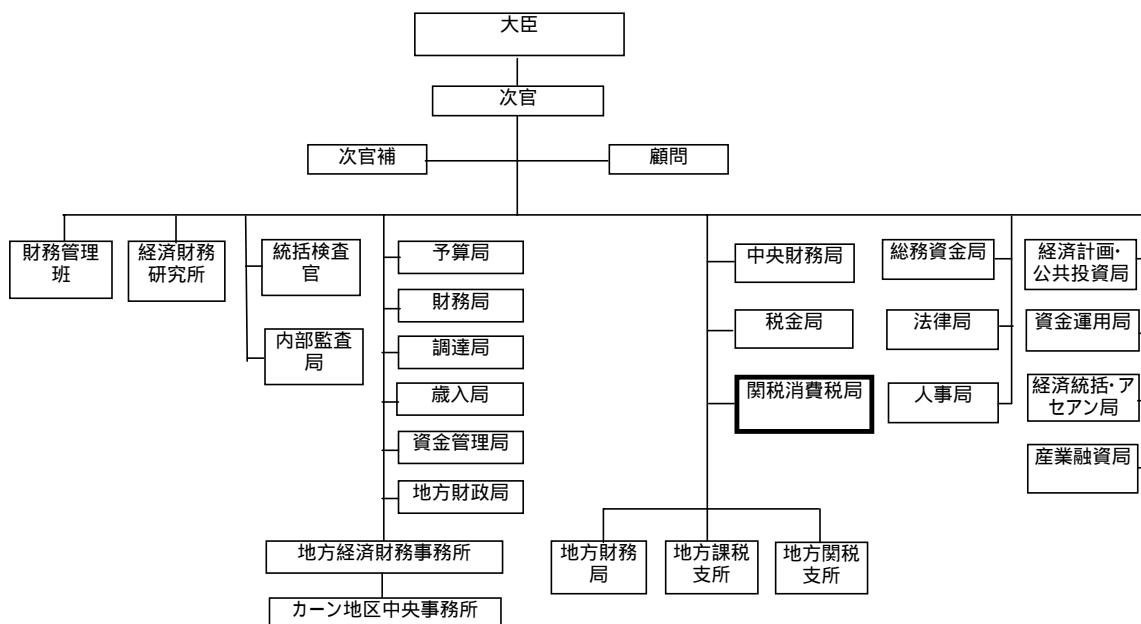 大臣
次官
次官補
顧問
財務管理
班
経済財務
研究所
統括検査
官
内部監査
局
予算局
財務局
調達局
歳入局
資金管理局
地方財政局
地方経済財務事務所
カーン地区中央事務所
中央財務局
税金局
関税消費税局
地方財務
局
地方課税
支所
地方関税
支所
総務資金局
法律局
人事局
経済計画・
公共投資局
資金運用局
経済統括・ア
セアン局
産業融資局